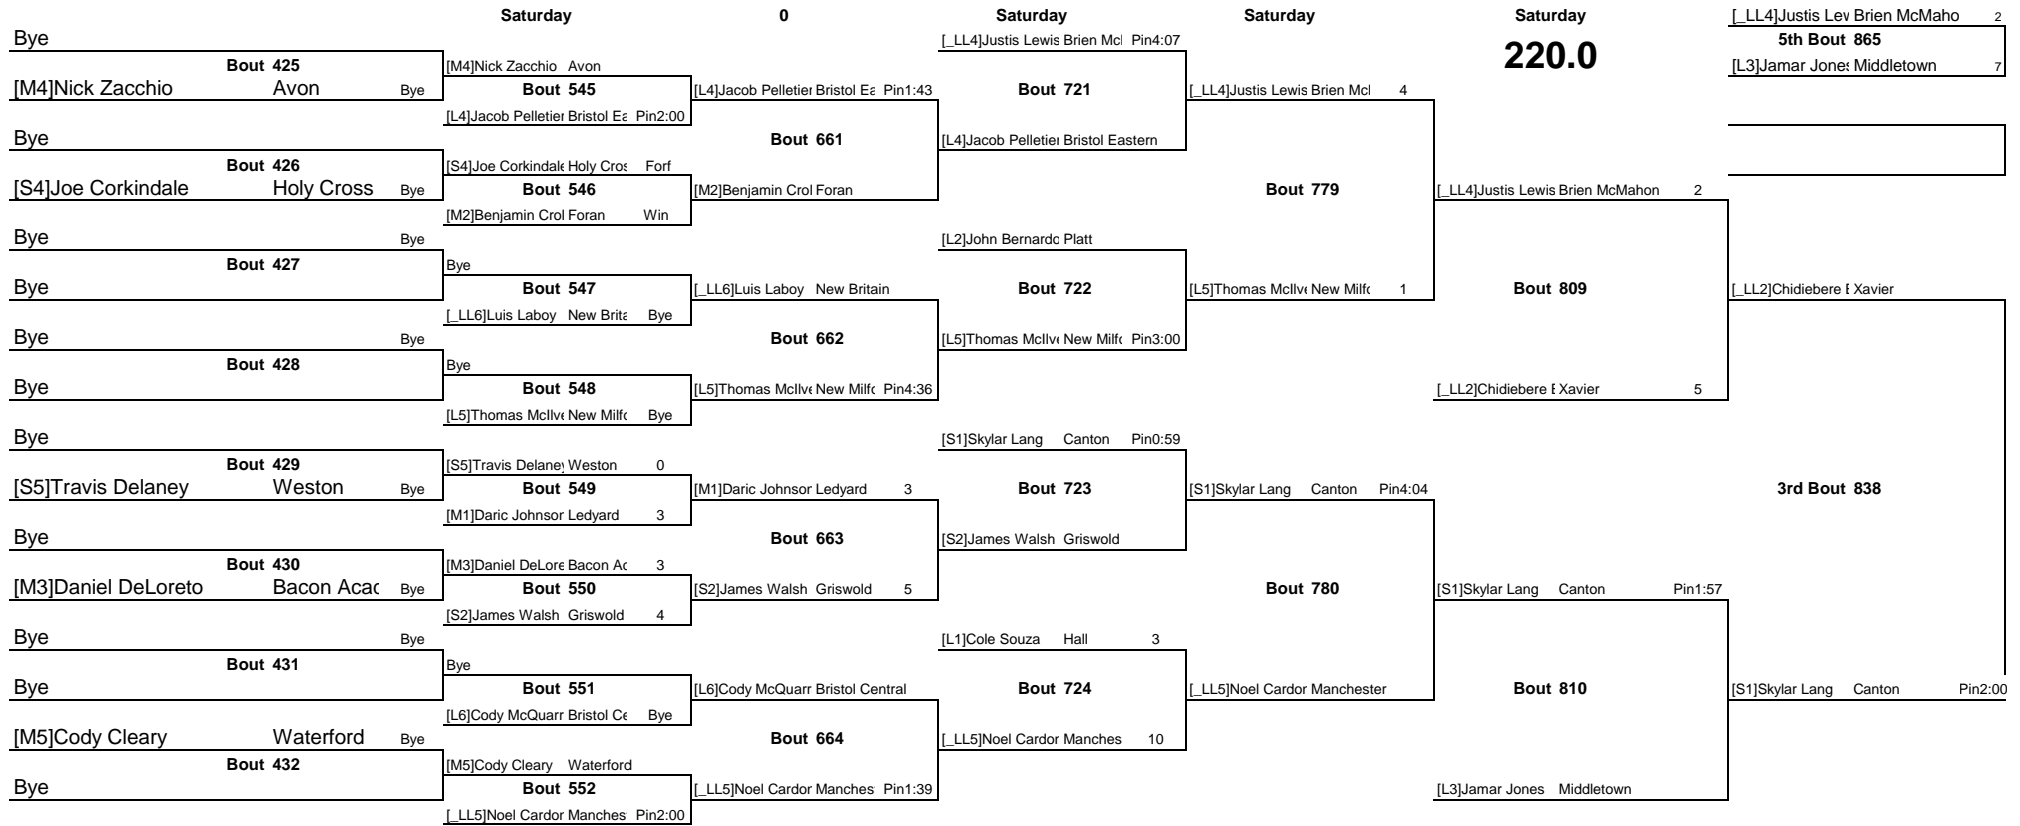 Saturday 0 Saturday Saturday Saturday
220.0
Bye
Bout 425
[M4]Nick Zacchio Avon Bye
Bye
Bout 426
[S4]Joe Corkindale Holy Cross Bye
Bye Bye
Bout 427
Bye
Bye Bye
Bout 428
Bye
Bye
Bout 429
[S5]Travis Delaney Weston Bye
Bye
Bout 430
[M3]Daniel DeLoreto Bacon Acac Bye
Bye Bye
Bout 431
Bye
[M5]Cody Cleary Waterford Bye
Bout 432
Bye
[M4]Nick Zacchio Avon
Bout 545
[L4]Jacob Pelletier Bristol Ea Pin2:00
[S4]Joe Corkindale Holy Cros Forf
Bout 546
[M2]Benjamin Crol Foran Win
Bye
Bout 547
[_LL6]Luis Laboy New Brita Bye
Bye
Bout 548
[L5]Thomas McIlve New Milfo Bye
[S5]Travis Delaney Weston 0
Bout 549
[M1]Daric Johnsor Ledyard 3
[M3]Daniel DeLore Bacon Ac 3
Bout 550
[S2]James Walsh Griswold 4
Bye
Bout 551
[L6]Cody McQuarr Bristol Ce Bye
[M5]Cody Cleary Waterford
Bout 552
[_LL5]Noel Cardor Manches Pin2:00
[L4]Jacob Pelletier Bristol Ea Pin1:43
Bout 661
[M2]Benjamin Crol Foran
[_LL6]Luis Laboy New Britain
Bout 662
[L5]Thomas McIlve New Milfo Pin4:36
[M1]Daric Johnsor Ledyard 3
Bout 663
[S2]James Walsh Griswold 5
[L6]Cody McQuarr Bristol Central
Bout 664
[_LL5]Noel Cardor Manches Pin1:39
[_LL4]Justis Lewis Brien Mcl Pin4:07
Bout 721
[L4]Jacob Pelletier Bristol Eastern
[L2]John Bernardo Platt
Bout 722
[L5]Thomas McIlve New Milfo Pin3:00
[S1]Skylar Lang Canton Pin0:59
Bout 723
[S2]James Walsh Griswold
[L1]Cole Souza Hall 3
Bout 724
[_LL5]Noel Cardor Manches 10
[_LL4]Justis Lewis Brien Mcl 4
Bout 779
[L5]Thomas McIlve New Milfo 1
[S1]Skylar Lang Canton Pin4:04
Bout 780
[_LL5]Noel Cardor Manchester
[_LL4]Justis Lewis Brien McMahon 2
Bout 809
[_LL2]Chidiebere E Xavier 5
[S1]Skylar Lang Canton Pin1:57
Bout 810
[L3]Jamar Jones Middletown
[_LL4]Justis Lew Brien McMaho 2
5th Bout 865
[L3]Jamar Jones Middletown 7
[_LL2]Chidiebere E Xavier
3rd Bout 838
[S1]Skylar Lang Canton Pin2:00